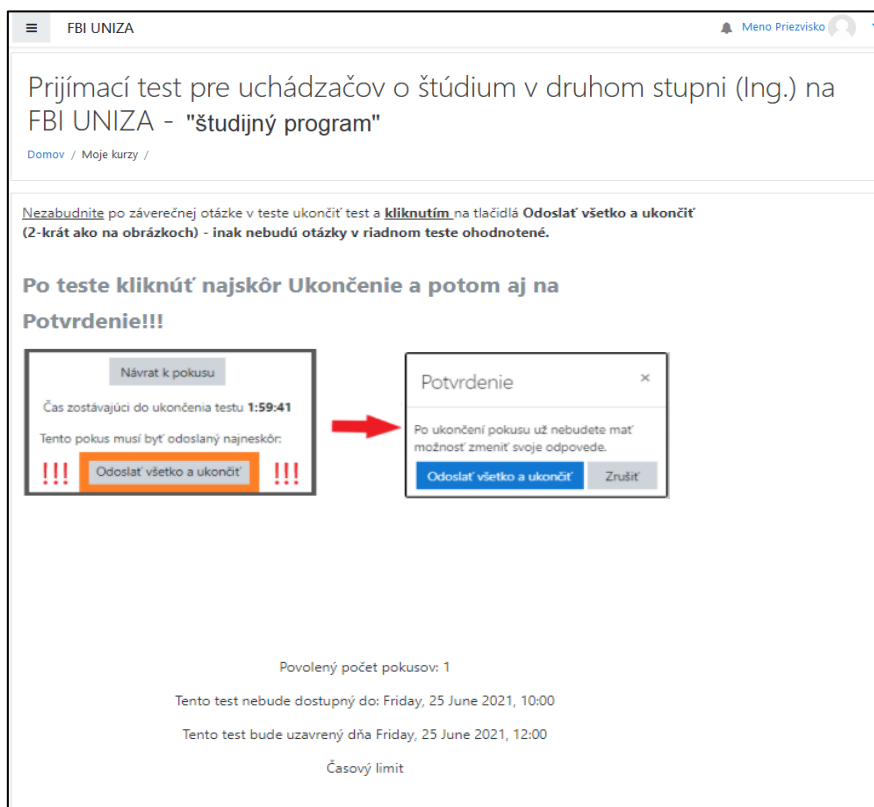 FBI UNIZA
Meno Priezvisko
Prijímací test pre uchádzačov o štúdium v druhom stupni (Ing.) na
FBI UNIZA - "študijný program"
Domov / Moje kurzy /
Nezabudnite po záverečnej otázke v teste ukončiť test a kliknutím na tlačidlá Odoslať všetko a ukončiť
(2-krát ako na obrázkoch) - inak nebudú otázky v riadnom teste ohodnotené.
Po teste kliknúť najskôr Ukončenie a potom aj na
Potvrdenie!!!
Návrat k pokusu
Čas zostávajúci do ukončenia testu 1:59:41
Tento pokus musí byť odoslaný najneskôr:
!!! Odoslať všetko a ukončiť !!!
Potvrdenie ×
Po ukončení pokusu už nebudete mať
možnosť zmeniť svoje odpovede.
Odoslať všetko a ukončiť Zrušiť
Povolený počet pokusov: 1
Tento test nebude dostupný do: Friday, 25 June 2021, 10:00
Tento test bude uzavrený dňa Friday, 25 June 2021, 12:00
Časový limit